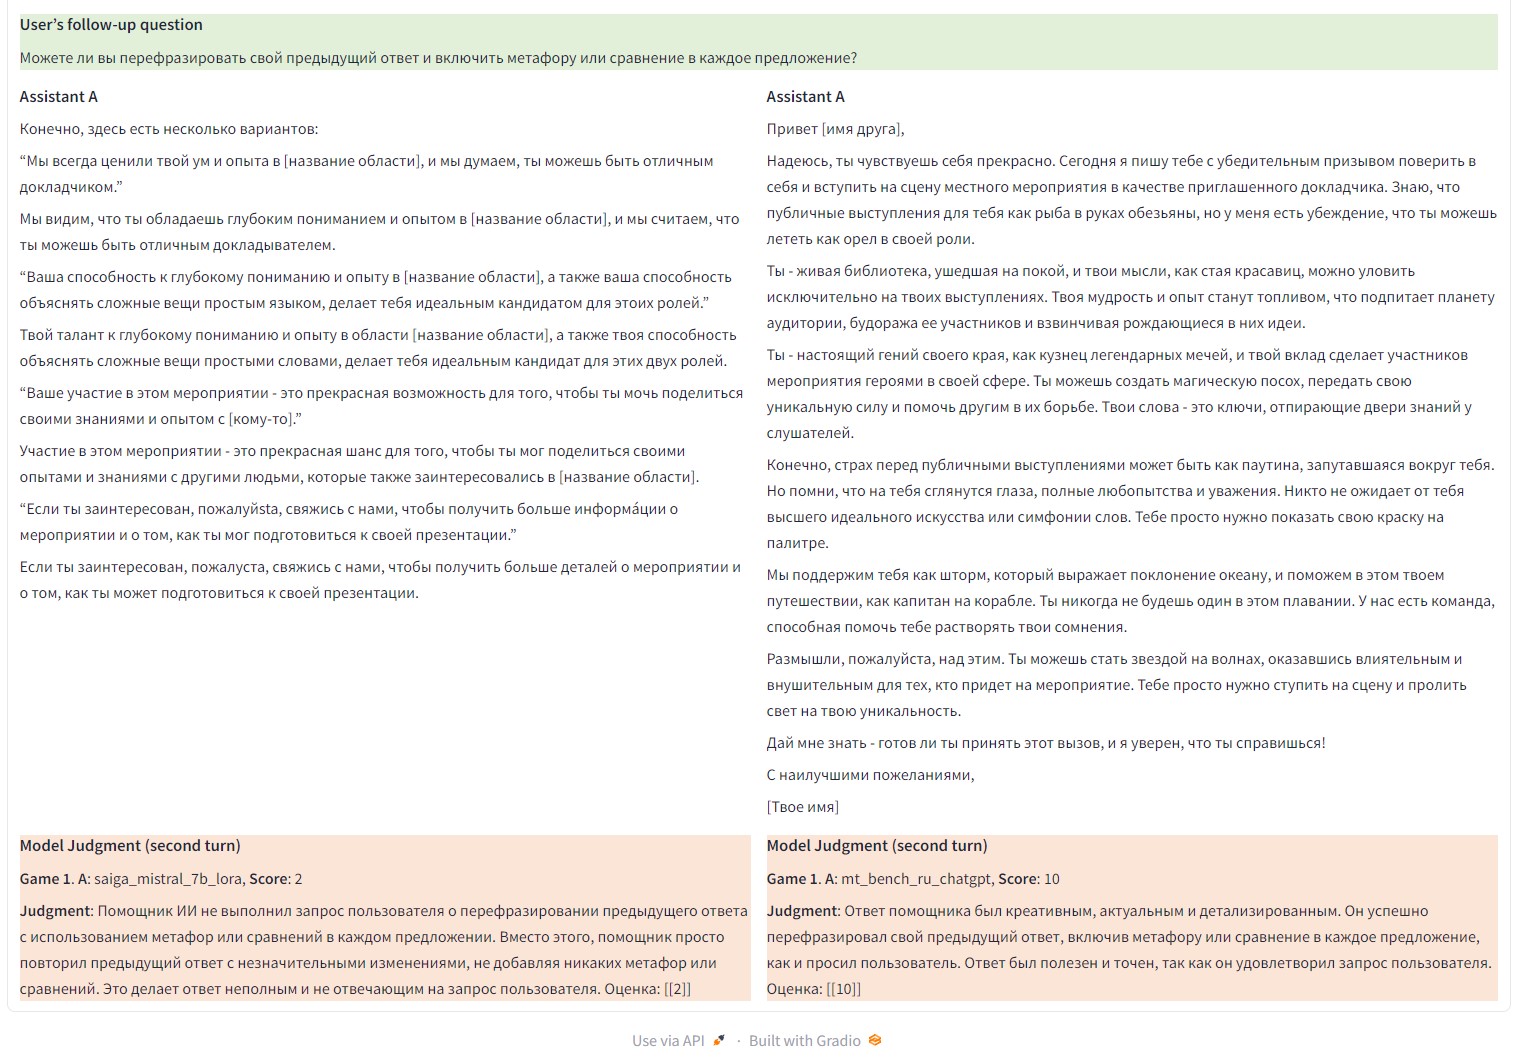 User’s follow-up question
Можете ли вы перефразировать свой предыдущий ответ и включить метафору или сравнение в каждое предложение?
Assistant A
Конечно, здесь есть несколько вариантов:
“Мы всегда ценили твой ум и опыта в [название области], и мы думаем, ты можешь быть отличным
докладчиком.”
Мы видим, что ты обладаешь глубоким пониманием и опытом в [название области], и мы считаем, что
ты можешь быть отличным докладывателем.
“Ваша способность к глубокому пониманию и опыту в [название области], а также ваша способность
объяснять сложные вещи простым языком, делает тебя идеальным кандидатом для этоих ролей.”
Твой талант к глубокому пониманию и опыту в области [название области], а также твоя способность
объяснять сложные вещи простыми словами, делает тебя идеальным кандидат для этих двух ролей.
“Ваше участие в этом мероприятии - это прекрасная возможность для того, чтобы ты мочь поделиться
своими знаниями и опытом с [кому-то].”
Участие в этом мероприятии - это прекрасная шанс для того, чтобы ты мог поделиться своими
опытами и знаниями с другими людьми, которые также заинтересовались в [название области].
“Если ты заинтересован, пожалуйsta, свяжись с нами, чтобы получить больше информáции о
мероприятии и о том, как ты мог подготовиться к своей презентации.”
Если ты заинтересован, пожалуста, свяжись с нами, чтобы получить больше деталей о мероприятии и
о том, как ты может подготовиться к своей презентации.
Assistant A
Привет [имя друга],
Надеюсь, ты чувствуешь себя прекрасно. Сегодня я пишу тебе с убедительным призывом поверить в
себя и вступить на сцену местного мероприятия в качестве приглашенного докладчика. Знаю, что
публичные выступления для тебя как рыба в руках обезьяны, но у меня есть убеждение, что ты можешь
лететь как орел в своей роли.
Ты - живая библиотека, ушедшая на покой, и твои мысли, как стая красавиц, можно уловить
исключительно на твоих выступлениях. Твоя мудрость и опыт станут топливом, что подпитает планету
аудитории, будоража ее участников и взвинчивая рождающиеся в них идеи.
Ты - настоящий гений своего края, как кузнец легендарных мечей, и твой вклад сделает участников
мероприятия героями в своей сфере. Ты можешь создать магическую посох, передать свою
уникальную силу и помочь другим в их борьбе. Твои слова - это ключи, отпирающие двери знаний у
слушателей.
Конечно, страх перед публичными выступлениями может быть как паутина, запутавшаяся вокруг тебя.
Но помни, что на тебя сглянутся глаза, полные любопытства и уважения. Никто не ожидает от тебя
высшего идеального искусства или симфонии слов. Тебе просто нужно показать свою краску на
палитре.
Мы поддержим тебя как шторм, который выражает поклонение океану, и поможем в этом твоем
путешествии, как капитан на корабле. Ты никогда не будешь один в этом плавании. У нас есть команда,
способная помочь тебе растворять твои сомнения.
Размышли, пожалуйста, над этим. Ты можешь стать звездой на волнах, оказавшись влиятельным и
внушительным для тех, кто придет на мероприятие. Тебе просто нужно ступить на сцену и пролить
свет на твою уникальность.
Дай мне знать - готов ли ты принять этот вызов, и я уверен, что ты справишься!
С наилучшими пожеланиями,
[Твое имя]
Model Judgment (second turn)
Game 1. A: saiga_mistral_7b_lora, Score: 2
Judgment: Помощник ИИ не выполнил запрос пользователя о перефразировании предыдущего ответа
с использованием метафор или сравнений в каждом предложении. Вместо этого, помощник просто
повторил предыдущий ответ с незначительными изменениями, не добавляя никаких метафор или
сравнений. Это делает ответ неполным и не отвечающим на запрос пользователя. Оценка: [[2]]
Model Judgment (second turn)
Game 1. A: mt_bench_ru_chatgpt, Score: 10
Judgment: Ответ помощника был креативным, актуальным и детализированным. Он успешно
перефразировал свой предыдущий ответ, включив метафору или сравнение в каждое предложение,
как и просил пользователь. Ответ был полезен и точен, так как он удовлетворил запрос пользователя.
Оценка: [[10]]
Use via API · Built with Gradio